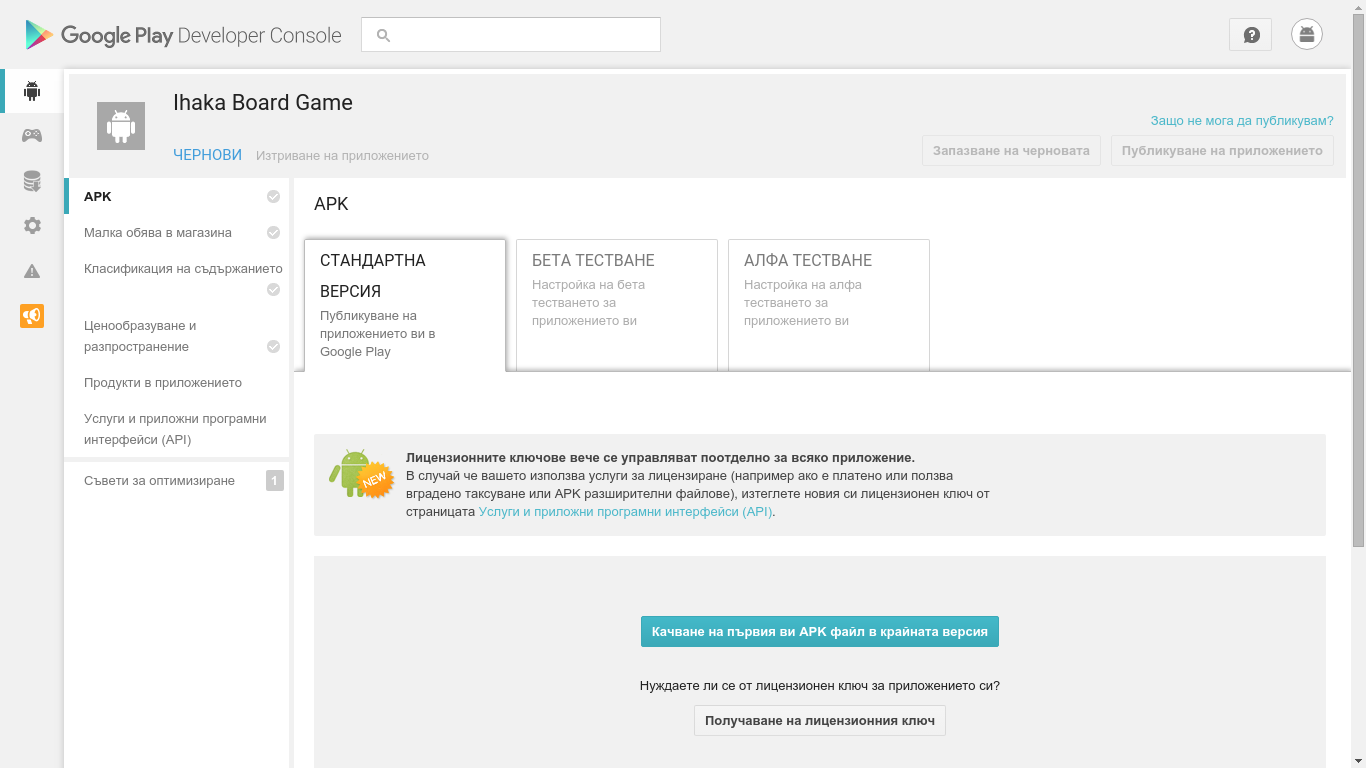 Google Play Developer Console
Ihaka Board Game
Защо не мога да публикувам?
ЧЕРНОВИ Изтриване на приложението
Запазване на черновата
Публикуване на приложението
APK
Малка обява в магазина
Класификация на съдържанието
Ценообразуване и
разпространение
Продукти в приложението
Услуги и приложни програмни
интерфейси (API)
Съвети за оптимизиране 1
APK
СТАНДАРТНА
ВЕРСИЯ
Публикуване на
приложението ви в
Google Play
БЕТА ТЕСТВАНЕ
Настройка на бета
тестването за
приложението ви
АЛФА ТЕСТВАНЕ
Настройка на алфа
тестването за
приложението ви
NEW
Лицензионните ключове вече се управляват поотделно за всяко приложение.
В случай че вашето използва услуги за лицензиране (например ако е платено или ползва
вградено таксуване или APK разширителни файлове), изтеглете новия си лицензионен ключ от
страницата Услуги и приложни програмни интерфейси (API).
Качване на първия ви APK файл в крайната версия
Нуждаете ли се от лицензионен ключ за приложението си?
Получаване на лицензионния ключ